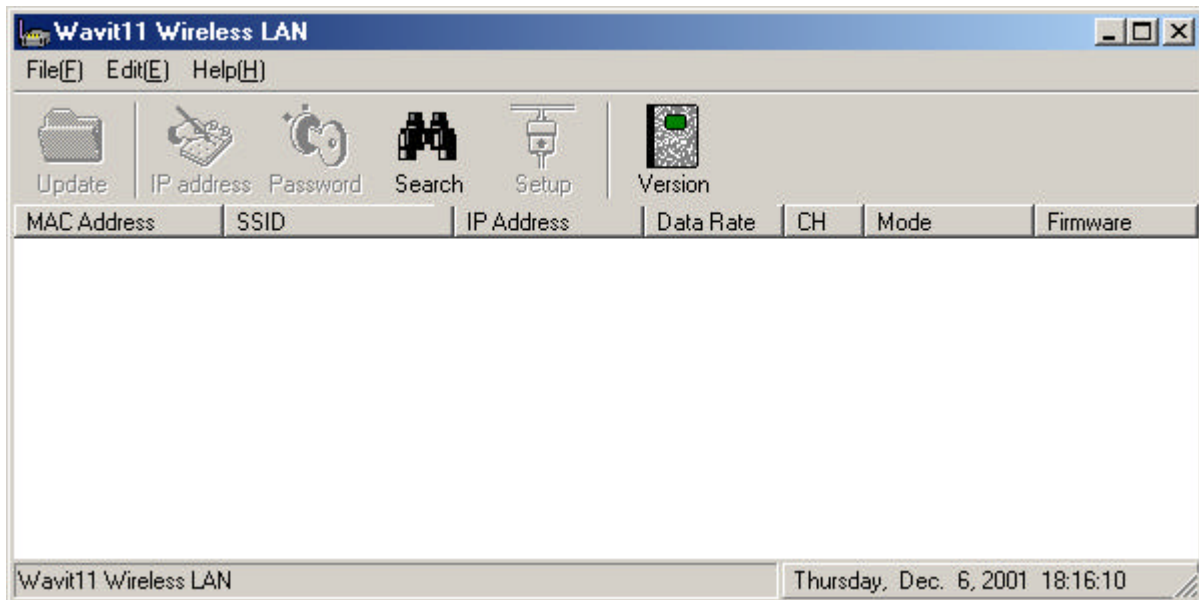 Wavit11 Wireless LAN
File(F) Edit(E) Help(H)
Update IP address Password Search Setup Version
MAC Address SSID IP Address Data Rate CH Mode Firmware
Wavit11 Wireless LAN Thursday, Dec. 6, 2001 18:16:10